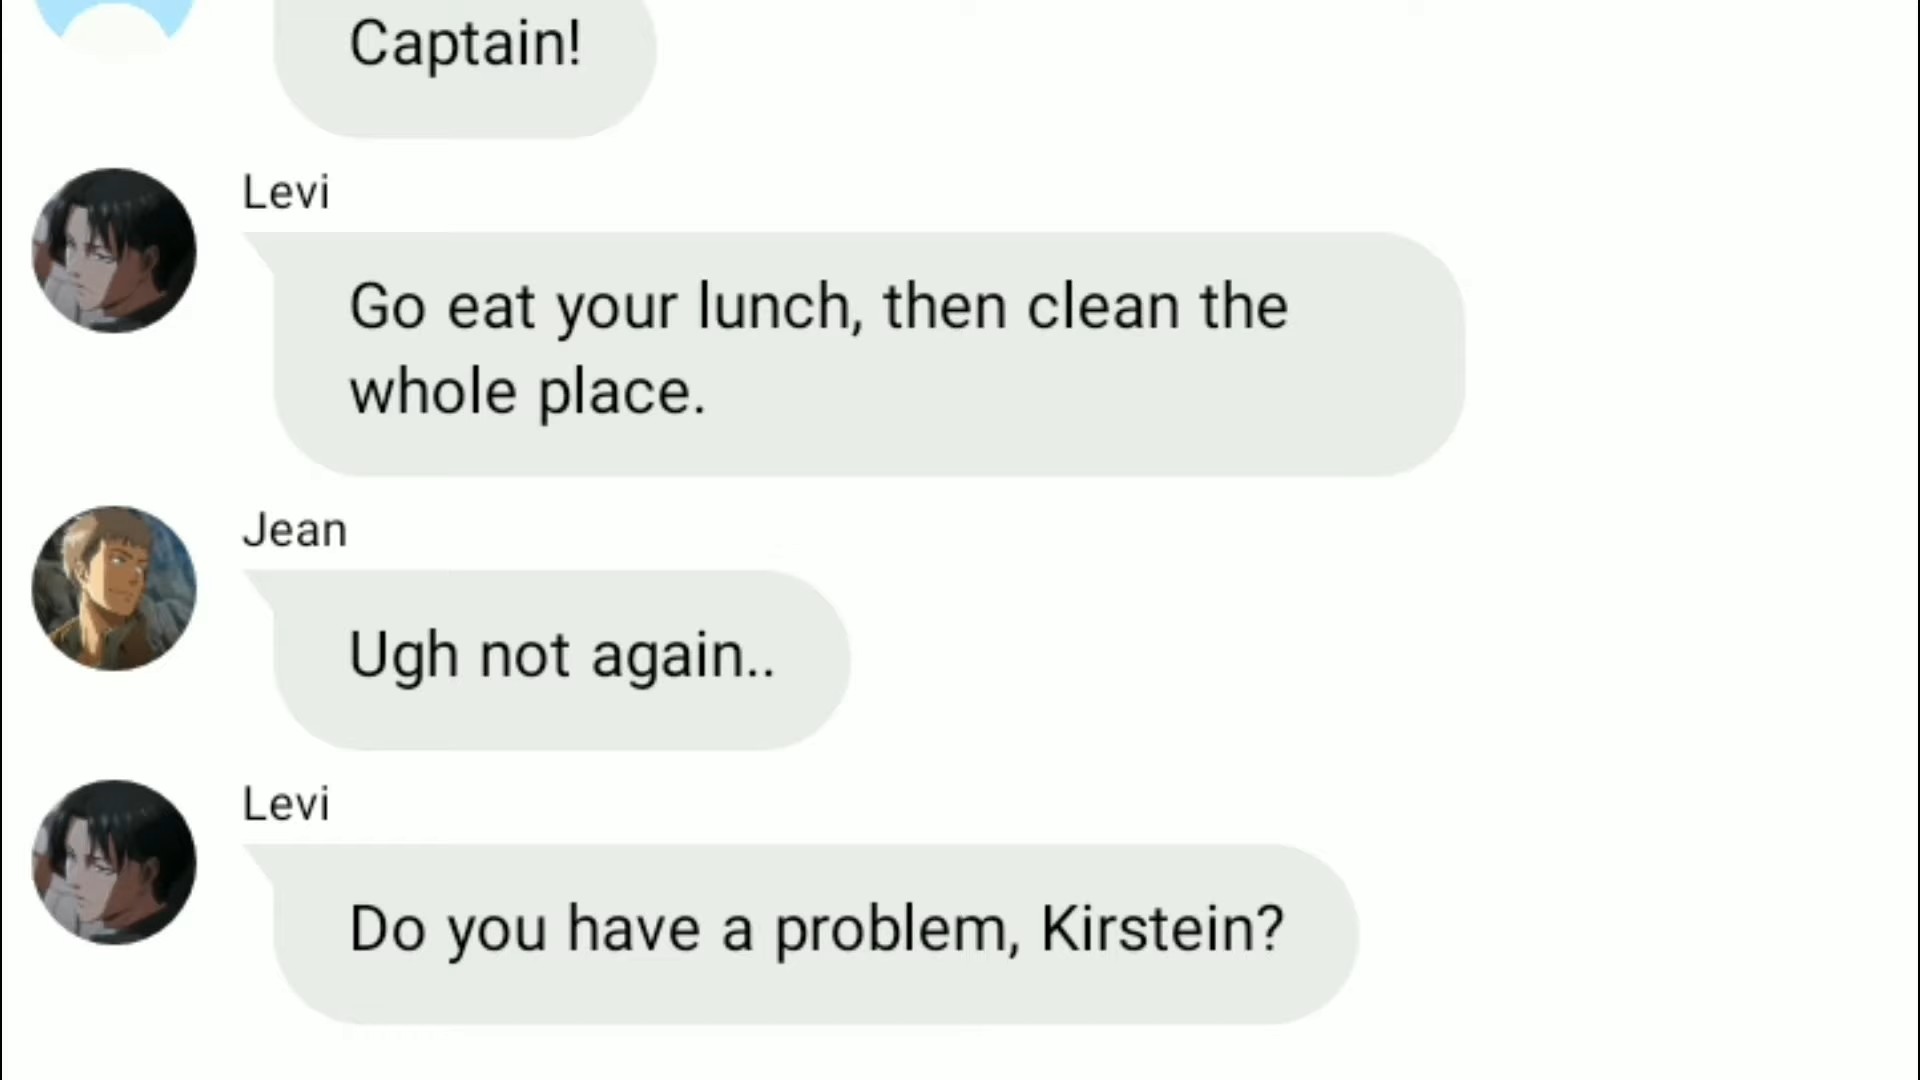 Captain!
Levi
Go eat your lunch, then clean the
whole place.
Jean
Ugh not again..
Levi
Do you have a problem, Kirstein?